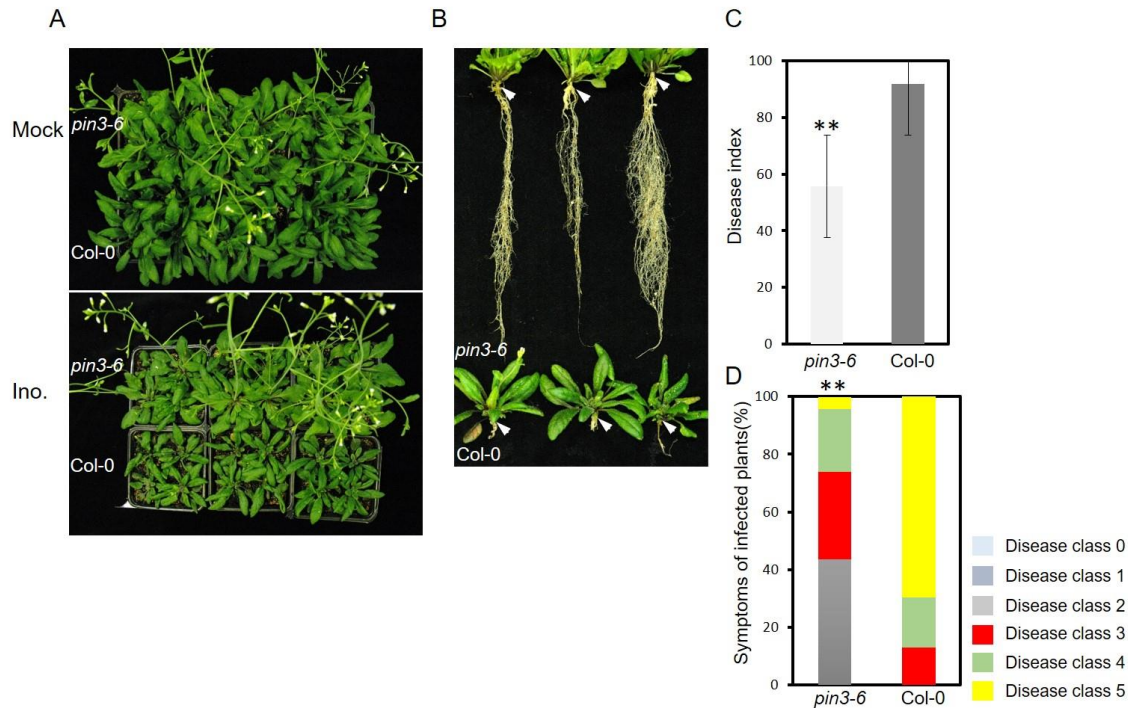 A
Mock
pin3-6
Col-0
Ino.
pin3-6
Col-0
B
pin3-6
Col-0
C
Disease index
100
80
60
40
20
0
**
pin3-6
Col-0
D
Symptoms of infected plants(%)
100
80
60
40
20
0
**
pin3-6
Col-0
Disease class 0
Disease class 1
Disease class 2
Disease class 3
Disease class 4
Disease class 5